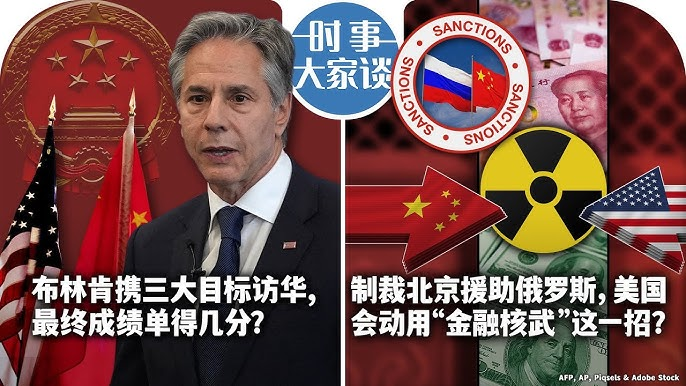 时事
大家谈
SANCTIONS
SANCTIONS
SANCTIONS
布林肯携三大目标访华,
最终成绩单得几分?
制裁北京援助俄罗斯, 美国
会动用“金融核武”这一招?
AFP, AP, Piqsels & Adobe Stock